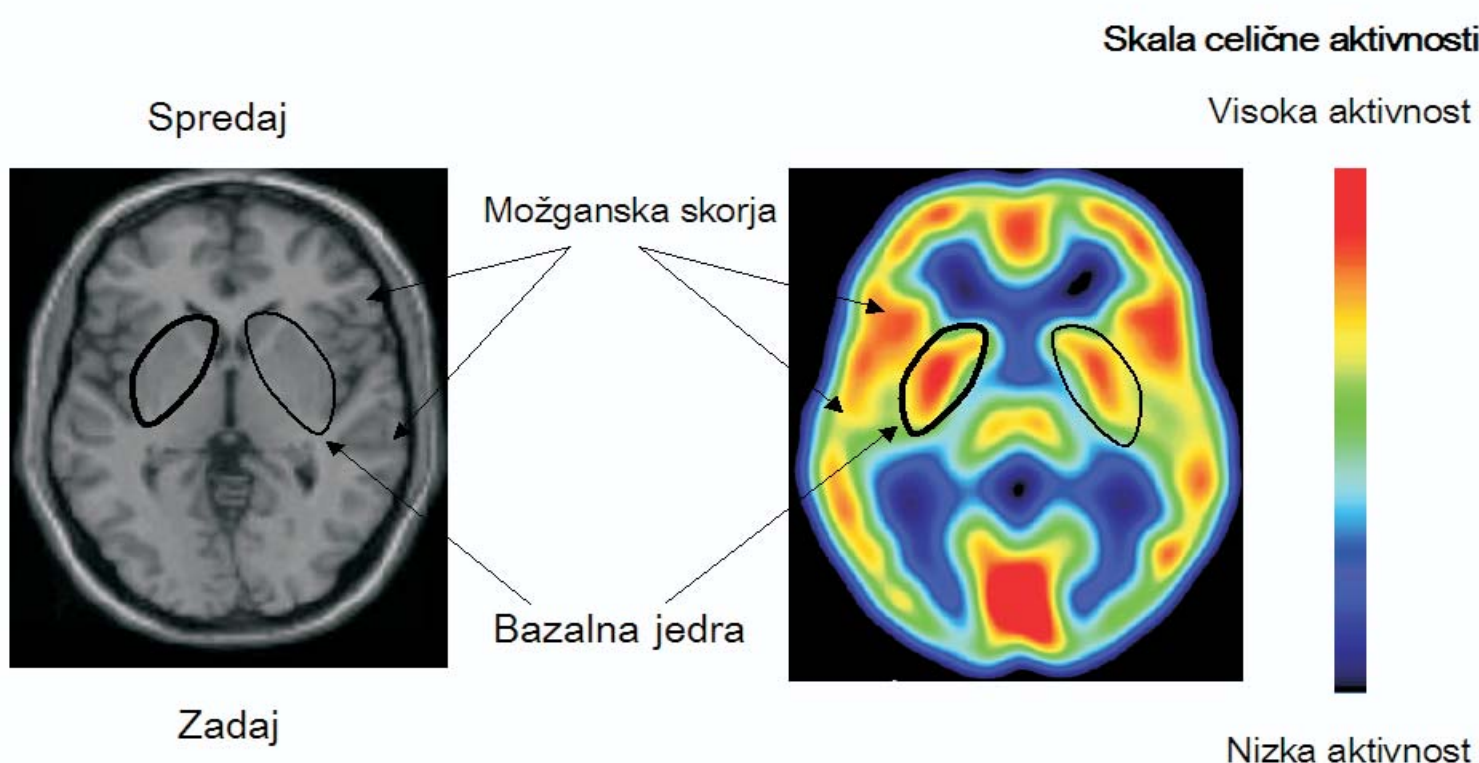 Skala celične aktivnosti
Visoka aktivnost
Spredaj
Možganska skorja
Bazalna jedra
Zadaj
Nizka aktivnost